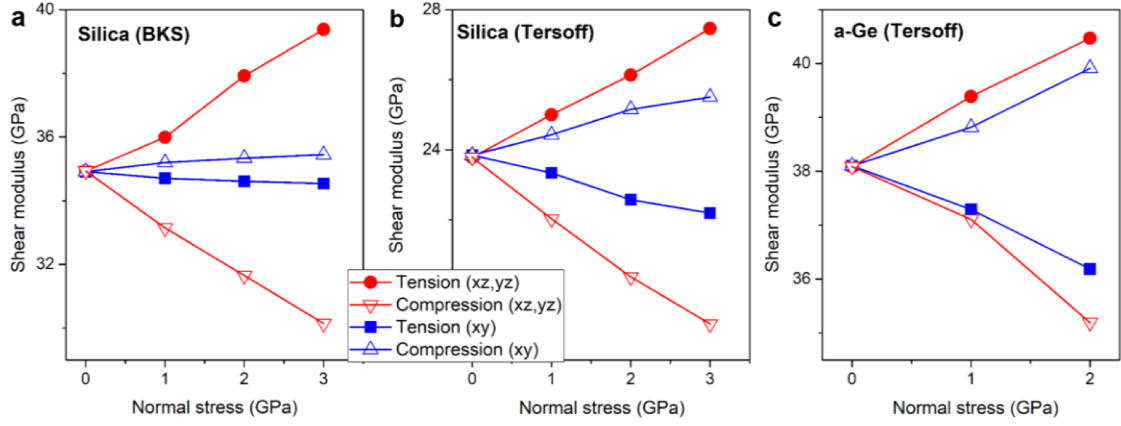 a
Silica (BKS)
40
36
32
Shear modulus (GPa)
0 1 2 3
Normal stress (GPa)
b
Silica (Tersoff)
28
24
Shear modulus (GPa)
0 1 2 3
Normal stress (GPa)
Tension (xz,yz)
Compression (xz,yz)
Tension (xy)
Compression (xy)
c
a-Ge (Tersoff)
40
38
36
Shear modulus (GPa)
0 1 2
Normal stress (GPa)